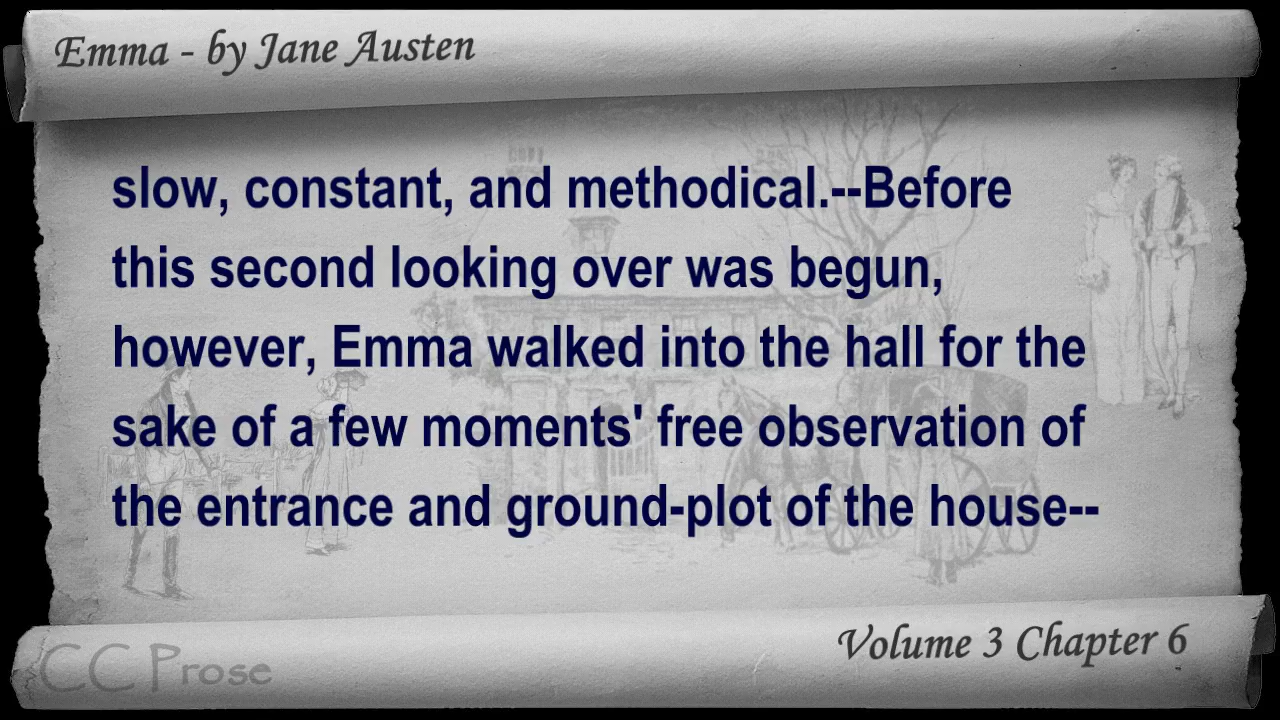 Emma - by Jane Austen
slow, constant, and methodical.--Before
this second looking over was begun,
however, Emma walked into the hall for the
sake of a few moments' free observation of
the entrance and ground-plot of the house--
Volume 3 Chapter 6
CC Prose